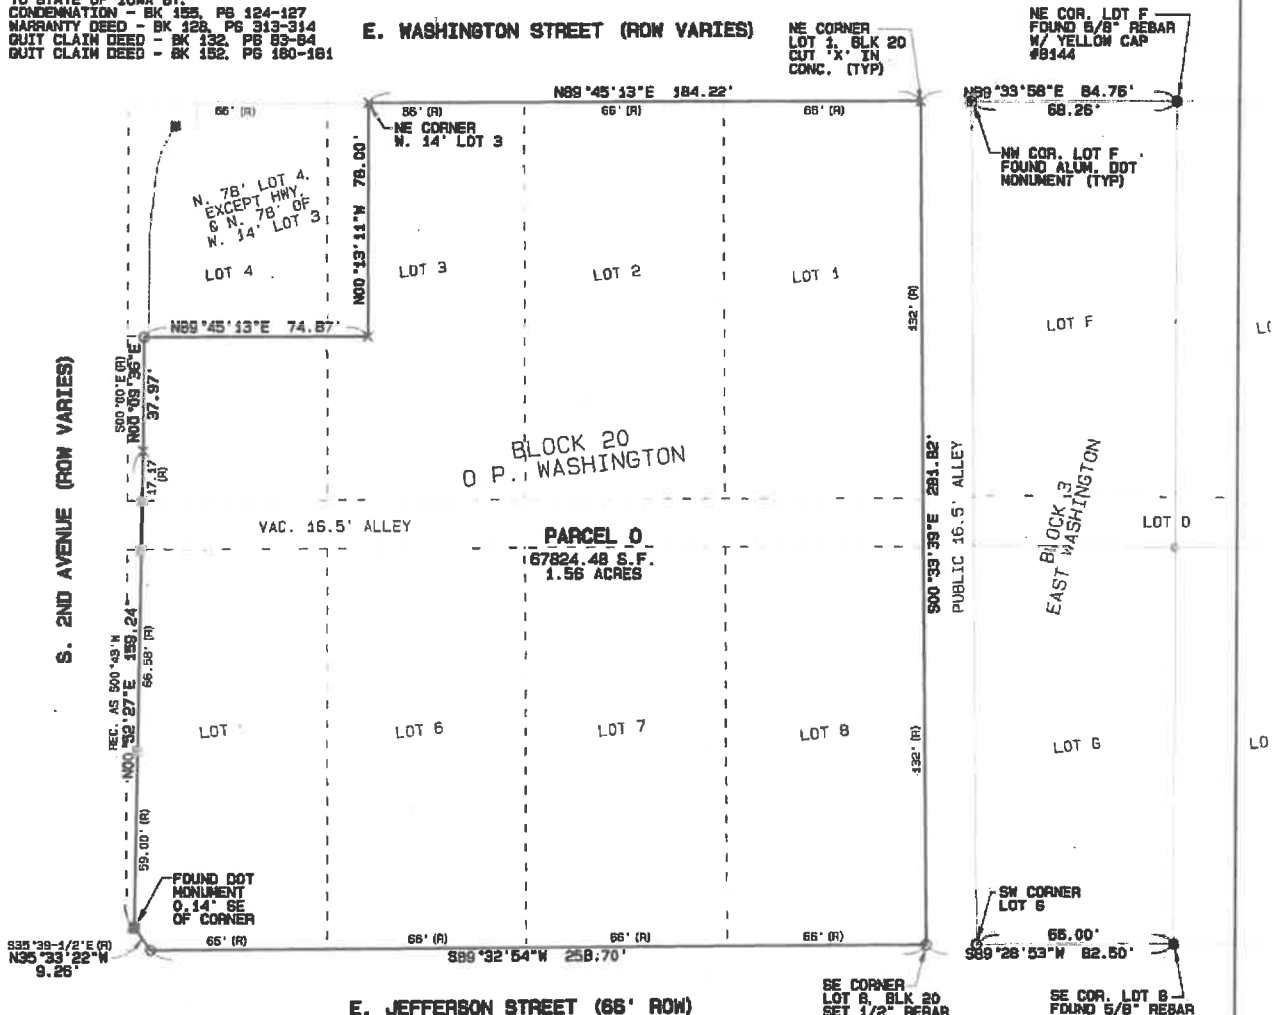 TO STATE OF IOWA BY:
CONDEMNATION - BK 155, PG 124-127
WARRANTY DEED - BK 128, PG 313-314
QUIT CLAIM DEED - BK 132, PG 83-84
QUIT CLAIM DEED - BK 152, PG 180-181
E. WASHINGTON STREET (ROW VARIES)
NE CORNER
LOT 1, BLK 20
CUT 'X' IN
CONC. (TYP)
NE COR. LOT F
FOUND 5/8" REBAR
W/ YELLOW CAP
#8144
N89°45'13"E 184.22'
N89°33'58"E 84.76'
68.26'
66' (R)
66' (R)
66' (R)
66' (R)
NE CORNER
W. 14' LOT 3
NW COR. LOT F
FOUND ALUM. DOT
MONUMENT (TYP)
N00°13'11"W 78.00'
N. 78' LOT 4,
EXCEPT HWY,
& N. 78' OF
W. 14' LOT 3
LOT 4
LOT 3
LOT 2
LOT 1
132' (R)
LOT F
N89°45'13"E 74.87'
S00°00'E (R)
N00°09'36"E
37.97'
17.17
(R)
S. 2ND AVENUE (ROW VARIES)
BLOCK 20
O P. WASHINGTON
S00°33'39"E 281.82'
PUBLIC 16.5' ALLEY
BLOCK 13
EAST WASHINGTON
VAC. 16.5' ALLEY
PARCEL O
67824.48 S.F.
1.56 ACRES
LOT D
REC. AS S00°43'W
N00°52'27"E 159.24'
66.58' (R)
LOT
LOT 6
LOT 7
LOT 8
132' (R)
LOT G
LO
59.00' (R)
FOUND DOT
MONUMENT
0.14' SE
OF CORNER
SW CORNER
LOT G
S35°39-1/2'E (R)
N35°33'22"W
9.26'
66' (R)
66' (R)
66' (R)
66' (R)
S89°32'54"W 258.70'
66.00'
S89°28'53"W 82.50'
E. JEFFERSON STREET (66' ROW)
SE CORNER
LOT 8, BLK 20
SET 1/2" REBAR
SE COR. LOT G
FOUND 5/8" REBAR